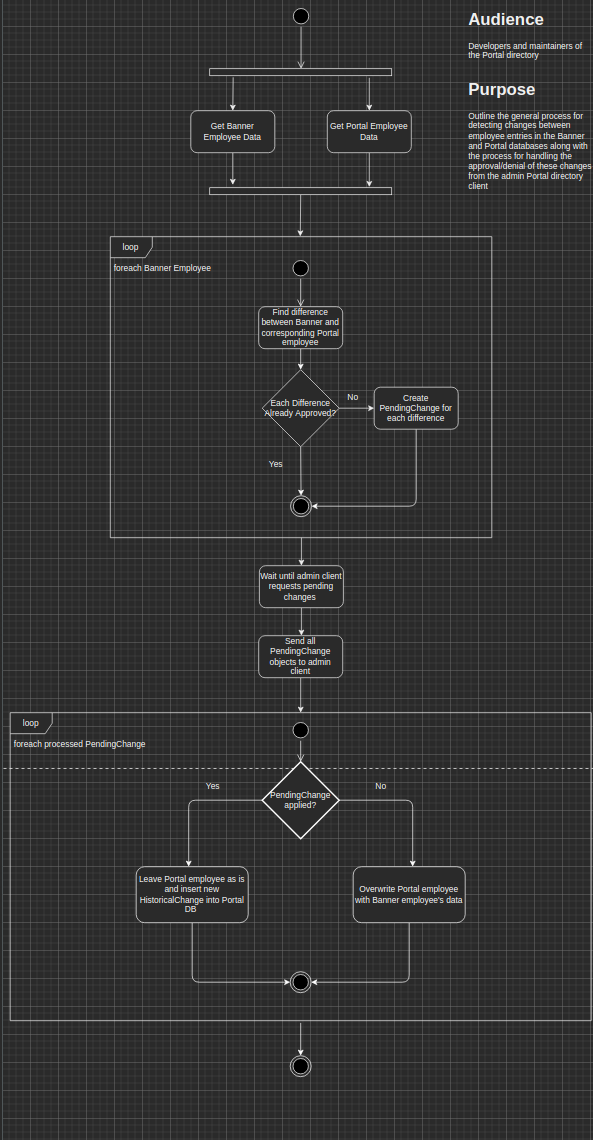 Audience
Developers and maintainers of
the Portal directory
Purpose
Outline the general process for
detecting changes between
employee entries in the Banner
and Portal databases along with
the process for handling the
approval/denial of these changes
from the admin Portal directory
client
Get Banner
Employee Data
Get Portal Employee
Data
loop
foreach Banner Employee
Find difference
between Banner and
corresponding Portal
employee
Each Difference
Already Approved?
No
Create
PendingChange for
each difference
Yes
Wait until admin client
requests pending
changes
Send all
PendingChange
objects to admin
client
loop
foreach processed PendingChange
Yes
No
PendingChange
applied?
Leave Portal employee as is
and insert new
HistoricalChange into Portal
DB
Overwrite Portal employee
with Banner employee's data